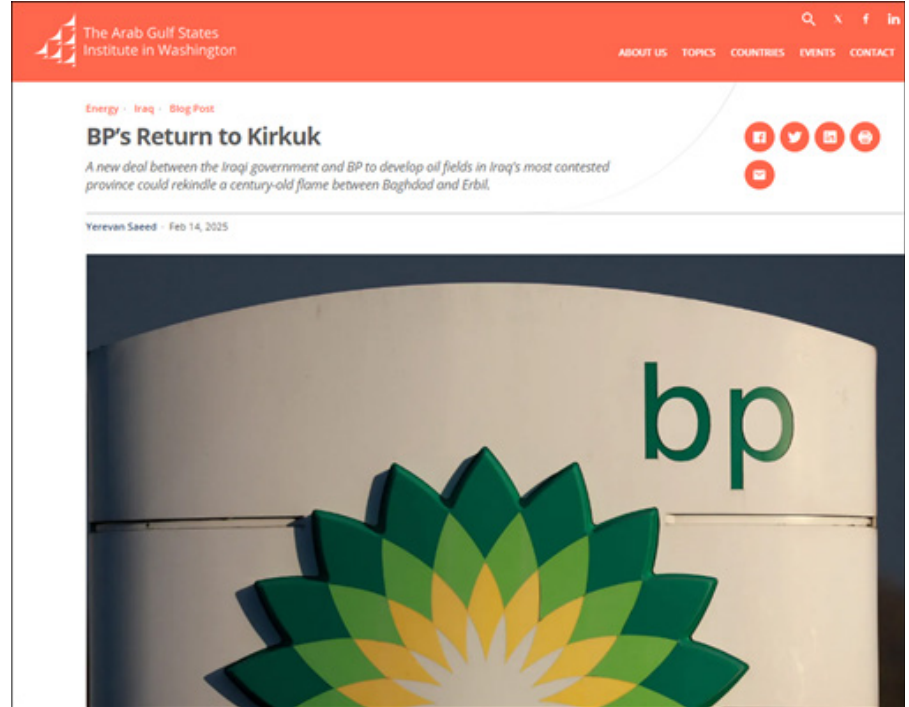 The Arab Gulf States
Institute in Washington
ABOUT US TOPICS COUNTRIES EVENTS CONTACT
Energy · Iraq · Blog Post
BP's Return to Kirkuk
A new deal between the Iraqi government and BP to develop oil fields in Iraq's most contested
province could rekindle a century-old flame between Baghdad and Erbil.
Yerevan Saeed · Feb 14, 2025
bp